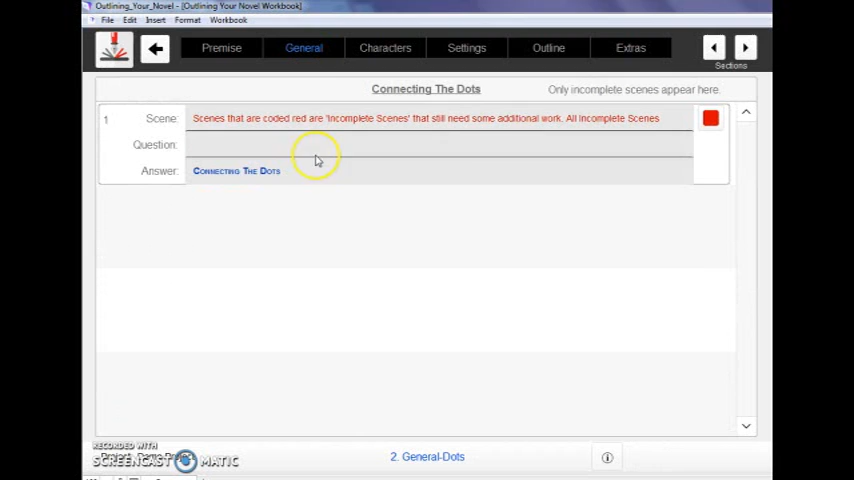 Outlining_Your_Novel - [Outlining Your Novel Workbook]
File Edit Insert Format Workbook
Premise General Characters Settings Outline Extras
Sections
Connecting The Dots Only incomplete scenes appear here.
1 Scene: Scenes that are coded red are 'Incomplete Scenes' that still need some additional work. All Incomplete Scenes
Question:
Answer: Connecting The Dots
RECORDED WITH
SCREENCAST MATIC
2. General-Dots